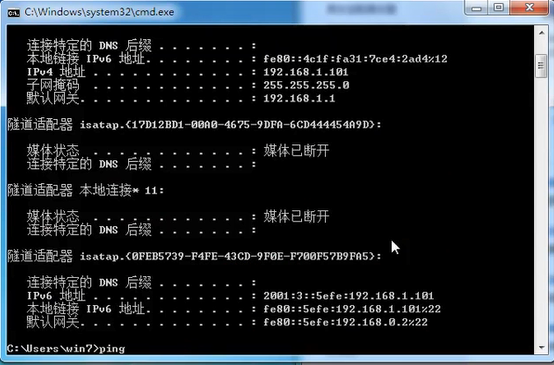 C:\Windows\system32\cmd.exe
连接特定的 DNS 后缀 . . . . . . . :
本地链接 IPv6 地址. . . . . . . . : fe80::4c1f:fa31:7ce4:2ad4%12
IPv4 地址 . . . . . . . . . . . . : 192.168.1.101
子网掩码 . . . . . . . . . . . . : 255.255.255.0
默认网关. . . . . . . . . . . . . : 192.168.1.1
隧道适配器 isatap.{17D12BD1-00A0-4675-9DFA-6CD444454A9D}:
媒体状态 . . . . . . . . . . . . : 媒体已断开
连接特定的 DNS 后缀 . . . . . . . :
隧道适配器 本地连接* 11:
媒体状态 . . . . . . . . . . . . : 媒体已断开
连接特定的 DNS 后缀 . . . . . . . :
隧道适配器 isatap.{0FEB5739-F4FE-43CD-9F0E-F700F57B9FA5}:
连接特定的 DNS 后缀 . . . . . . . :
IPv6 地址 . . . . . . . . . . . . : 2001:3::5efe:192.168.1.101
本地链接 IPv6 地址. . . . . . . . : fe80::5efe:192.168.1.101%22
默认网关. . . . . . . . . . . . . : fe80::5efe:192.168.0.2%22
C:\Users\win7>ping